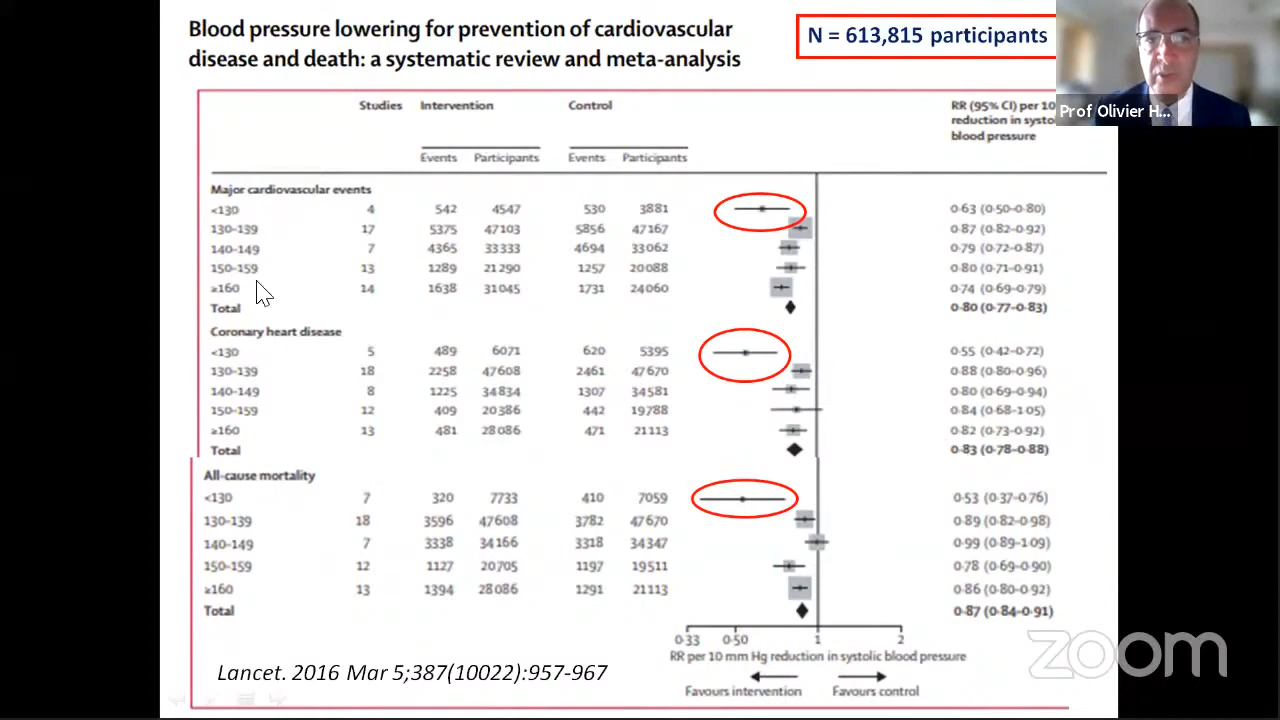 Blood pressure lowering for prevention of cardiovascular
disease and death: a systematic review and meta-analysis
N = 613,815 participants
Prof Olivier H...
Studies Intervention Control RR (95% CI) per 10
reduction in systo
blood pressure
Events Participants Events Participants
Major cardiovascular events
<130 4 542 4547 530 3881 0·63 (0·50-0·80)
130-139 17 5375 47103 5856 47167 0·87 (0·82-0·92)
140-149 7 4365 33333 4694 33062 0·79 (0·72-0·87)
150-159 13 1289 21290 1257 20088 0·80 (0·71-0·91)
≥160 14 1638 31045 1731 24060 0·74 (0·69-0·79)
Total 0·80 (0·77-0·83)
Coronary heart disease
<130 5 489 6071 620 5395 0·55 (0·42-0·72)
130-139 18 2258 47608 2461 47670 0·88 (0·80-0·96)
140-149 8 1225 34834 1307 34581 0·80 (0·69-0·94)
150-159 12 409 20386 442 19788 0·84 (0·68-1·05)
≥160 13 481 28086 471 21113 0·82 (0·73-0·92)
Total 0·83 (0·78-0·88)
All-cause mortality
<130 7 320 7733 410 7059 0·53 (0·37-0·76)
130-139 18 3596 47608 3782 47670 0·89 (0·82-0·98)
140-149 7 3338 34166 3318 34347 0·99 (0·89-1·09)
150-159 12 1127 20705 1197 19511 0·78 (0·69-0·90)
≥160 13 1394 28086 1291 21113 0·86 (0·80-0·92)
Total 0·87 (0·84-0·91)
0·33 0·50 1 2
RR per 10 mm Hg reduction in systolic blood pressure
Favours intervention Favours control
Lancet. 2016 Mar 5;387(10022):957-967
zoom